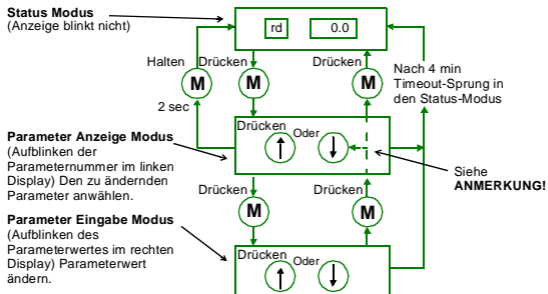 Status Modus
(Anzeige blinkt nicht)
rd 0.0
Halten Drücken Drücken
M M M
2 sec
Nach 4 min
Timeout-Sprung in
den Status-Modus
Parameter Anzeige Modus
(Aufblinken der
Parameternummer im linken
Display) Den zu ändernden
Parameter anwählen.
Drücken Oder
Siehe
ANMERKUNG!
Drücken Drücken
M M
Parameter Eingabe Modus
(Aufblinken des
Parameterwertes im rechten
Display) Parameterwert
ändern.
Drücken Oder